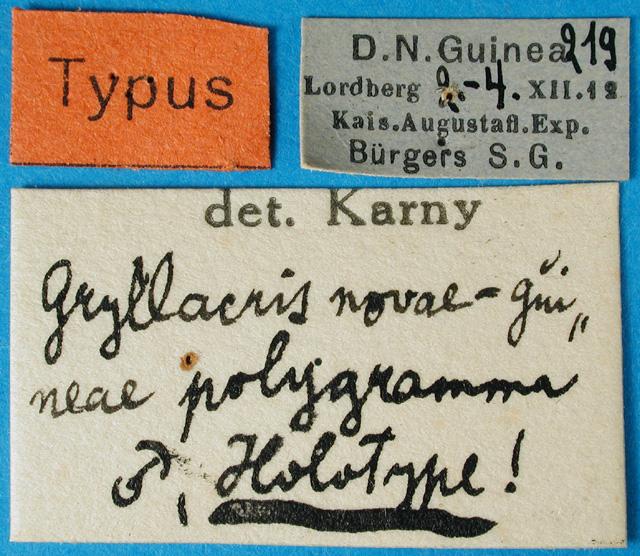 Typus
D.N.Guinea 219
Lordberg 2.-4. XII.12
Kais.Augustafl.Exp.
Bürgers S.G.
det. Karny
Gryllacris novae-gui„
neae polygramma
♂, Holotype!